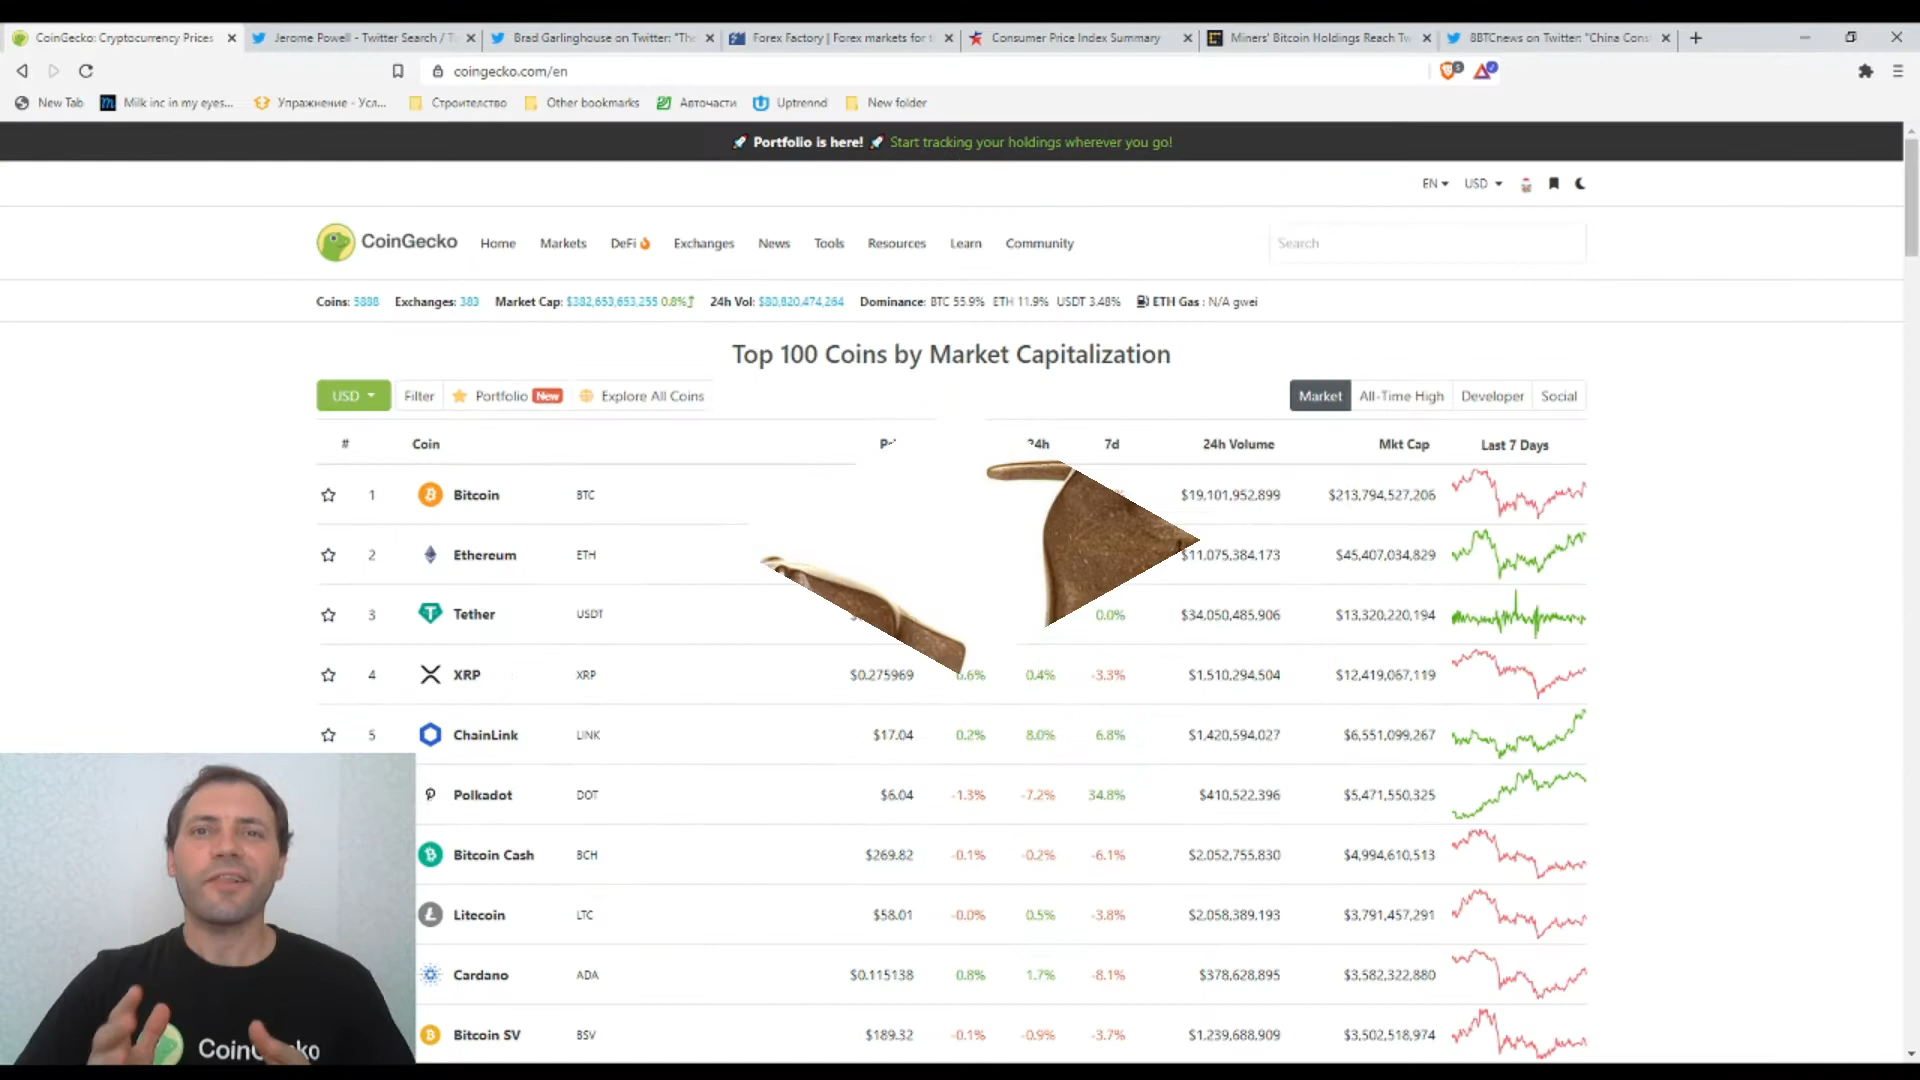 CoinGecko: Cryptocurrency Prices
Jerome Powell - Twitter Search / T
Brad Garlinghouse on Twitter: "The
Forex Factory | Forex markets for t
Consumer Price Index Summary
Miners' Bitcoin Holdings Reach Tw
8BTCnews on Twitter: "China Cons
coingecko.com/en
New Tab
Milk inc in my eyes...
Упражнение - Усл...
Строителство
Other bookmarks
Авточасти
Uptrennd
New folder
Portfolio is here! Start tracking your holdings wherever you go!
EN USD
CoinGecko Home Markets DeFi Exchanges News Tools Resources Learn Community Search
Coins: 5888 Exchanges: 383 Market Cap: $382,653,653,255 0.8% 24h Vol: $80,820,474,264 Dominance: BTC 55.9% ETH 11.9% USDT 3.48% ETH Gas : N/A gwei
Top 100 Coins by Market Capitalization
USD Filter Portfolio New Explore All Coins Market All-Time High Developer Social
# Coin 24h 7d 24h Volume Mkt Cap Last 7 Days
1 Bitcoin BTC $19,101,952,899 $213,794,527,206
2 Ethereum ETH $11,075,384,173 $45,407,034,829
3 Tether USDT 0.0% $34,050,485,906 $13,320,220,194
4 XRP XRP $0.275969 0.6% 0.4% -3.3% $1,510,294,504 $12,419,067,119
5 ChainLink LINK $17.04 0.2% 8.0% 6.8% $1,420,594,027 $6,551,099,267
Polkadot DOT $6.04 -1.3% -7.2% 34.8% $410,522,396 $5,471,550,325
Bitcoin Cash BCH $269.82 -0.1% -0.2% -6.1% $2,052,755,830 $4,994,610,513
Litecoin LTC $58.01 -0.0% 0.5% -3.8% $2,058,389,193 $3,791,457,291
Cardano ADA $0.115138 0.8% 1.7% -8.1% $378,628,895 $3,582,322,880
Bitcoin SV BSV $189.32 -0.1% -0.9% -3.7% $1,239,688,909 $3,502,518,974
CoinGecko